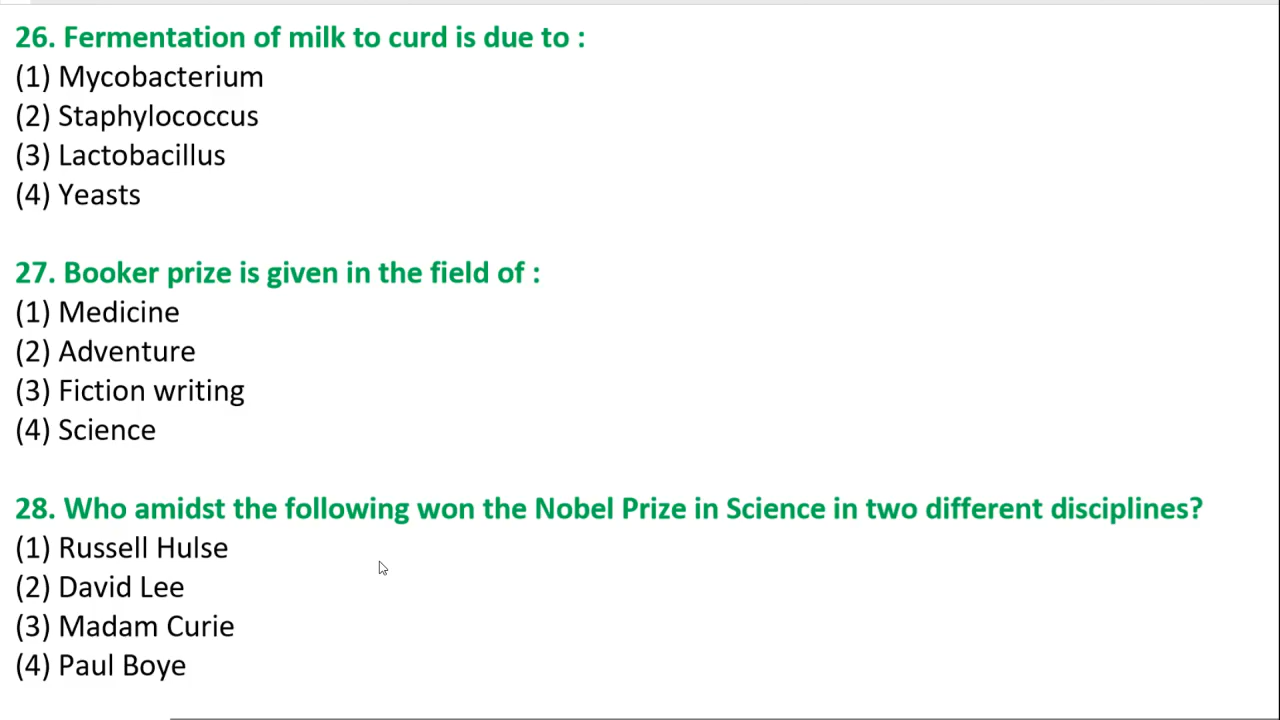 26. Fermentation of milk to curd is due to :
(1) Mycobacterium
(2) Staphylococcus
(3) Lactobacillus
(4) Yeasts
27. Booker prize is given in the field of :
(1) Medicine
(2) Adventure
(3) Fiction writing
(4) Science
28. Who amidst the following won the Nobel Prize in Science in two different disciplines?
(1) Russell Hulse
(2) David Lee
(3) Madam Curie
(4) Paul Boye